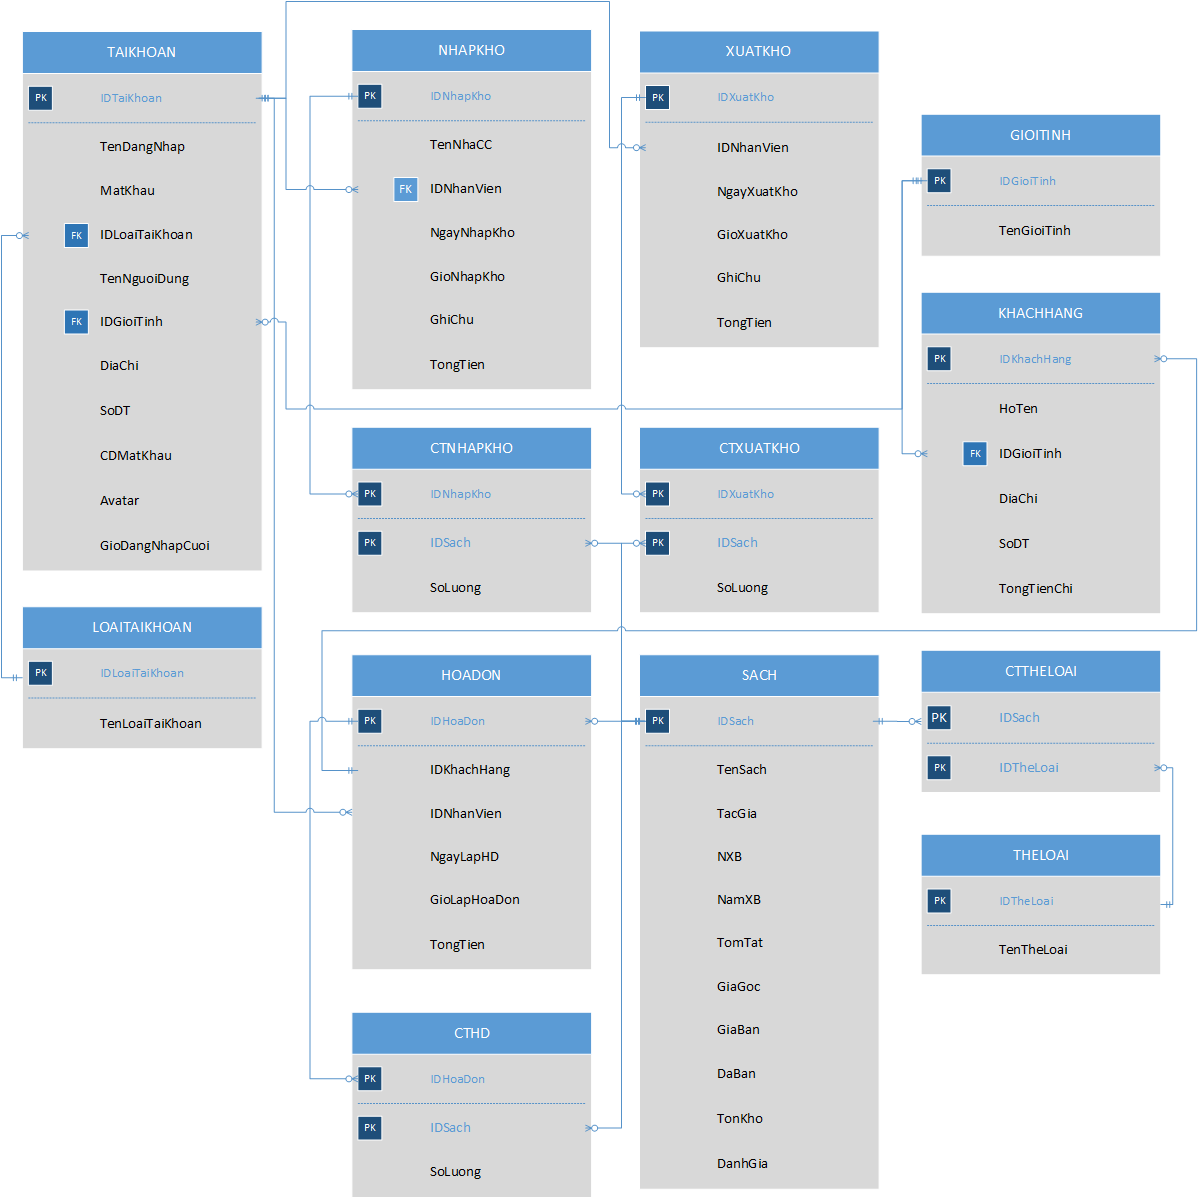 TAIKHOAN
PK IDTaiKhoan
TenDangNhap
MatKhau
FK IDLoaiTaiKhoan
TenNguoiDung
FK IDGioiTinh
DiaChi
SoDT
CDMatKhau
Avatar
GioDangNhapCuoi
NHAPKHO
PK IDNhapKho
TenNhaCC
FK IDNhanVien
NgayNhapKho
GioNhapKho
GhiChu
TongTien
XUATKHO
PK IDXuatKho
IDNhanVien
NgayXuatKho
GioXuatKho
GhiChu
TongTien
GIOITINH
PK IDGioiTinh
TenGioiTinh
KHACHHANG
PK IDKhachHang
HoTen
FK IDGioiTinh
DiaChi
SoDT
TongTienChi
CTNHAPKHO
PK IDNhapKho
PK IDSach
SoLuong
CTXUATKHO
PK IDXuatKho
PK IDSach
SoLuong
LOAITAIKHOAN
PK IDLoaiTaiKhoan
TenLoaiTaiKhoan
HOADON
PK IDHoaDon
IDKhachHang
IDNhanVien
NgayLapHD
GioLapHoaDon
TongTien
SACH
PK IDSach
TenSach
TacGia
NXB
NamXB
TomTat
GiaGoc
GiaBan
DaBan
TonKho
DanhGia
CTTHELOAI
PK IDSach
PK IDTheLoai
THELOAI
PK IDTheLoai
TenTheLoai
CTHD
PK IDHoaDon
PK IDSach
SoLuong